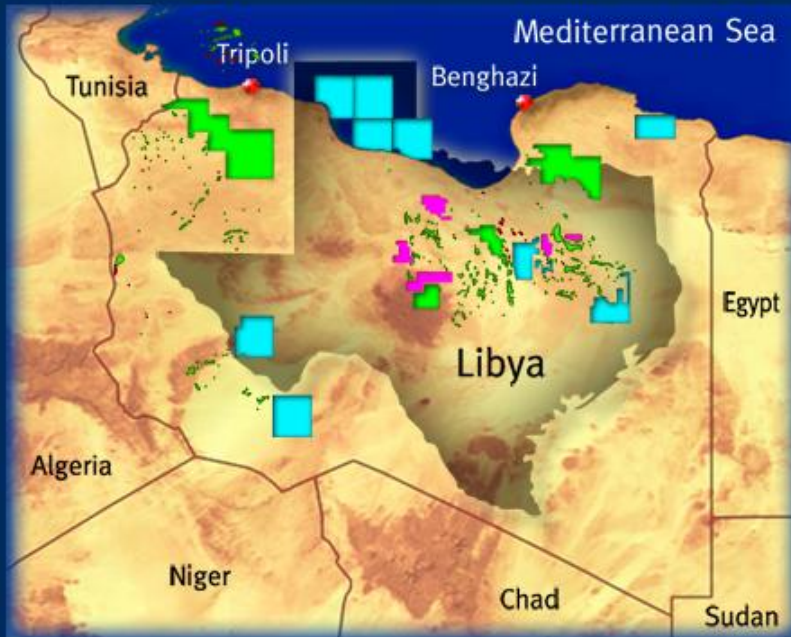 Mediterranean Sea
Tripoli
Benghazi
Tunisia
Egypt
Libya
Algeria
Niger
Chad
Sudan